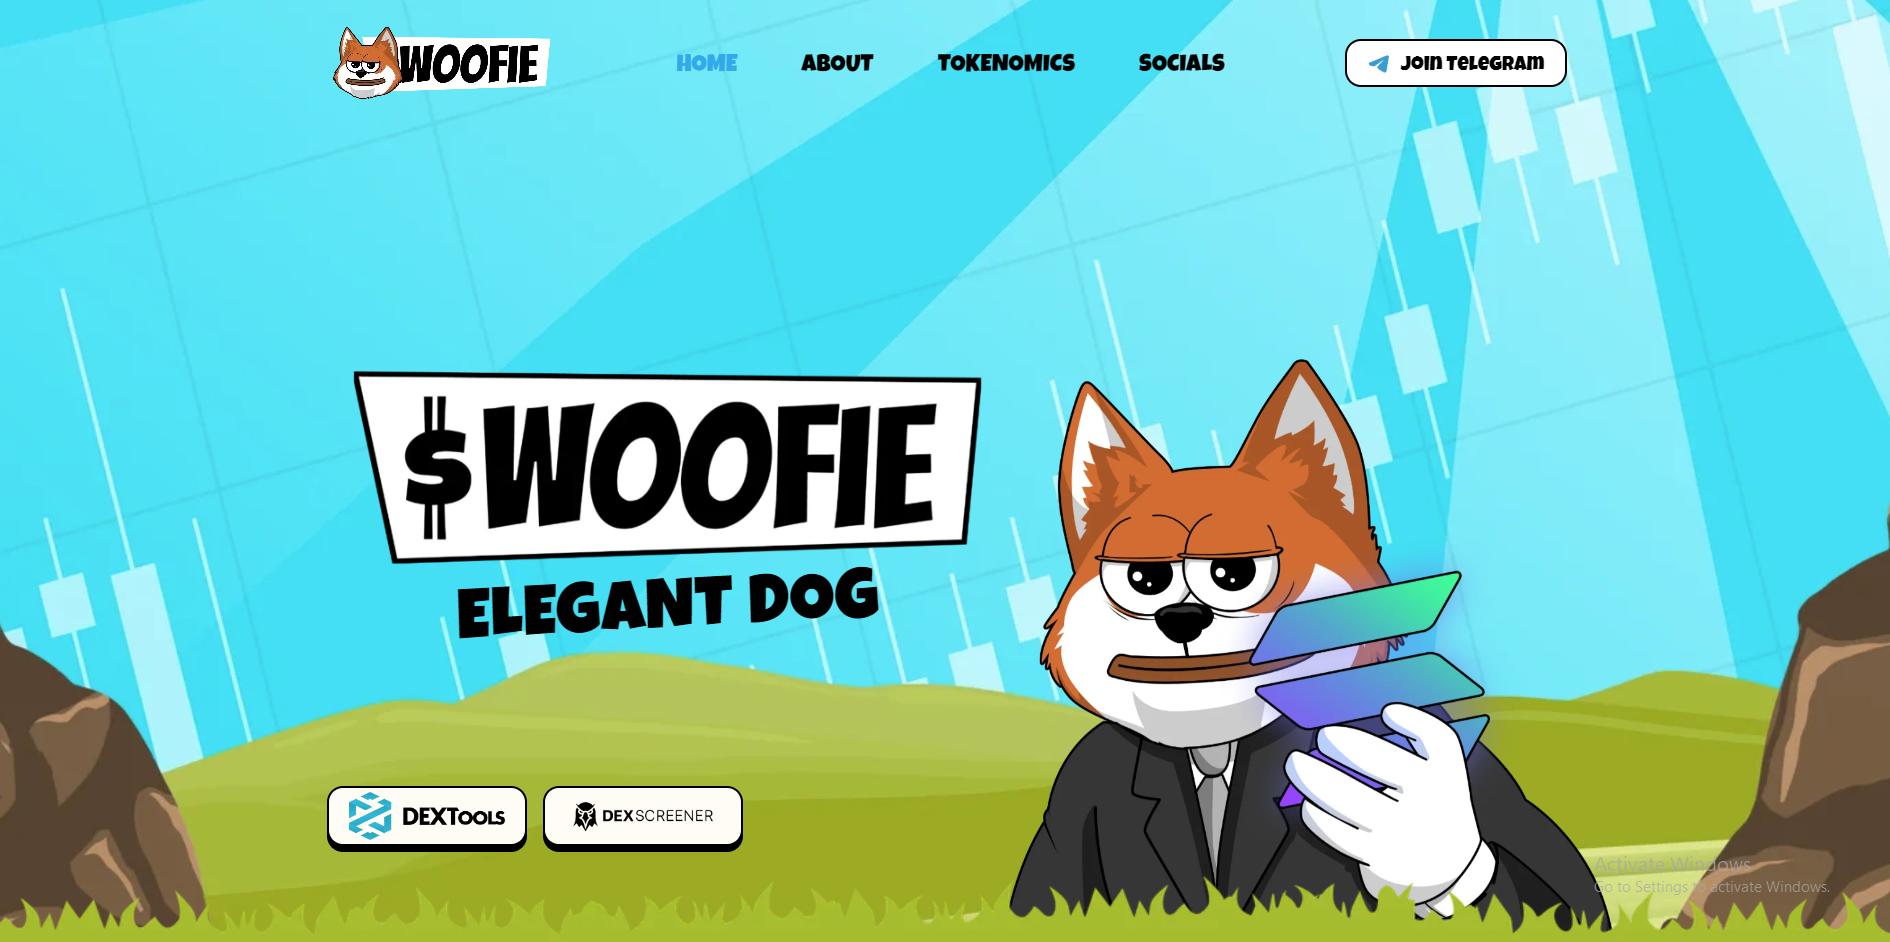 WOOFIE
HOME
ABOUT
TOKENOMICS
SOCIALS
Join Telegram
$WOOFIE
ELEGANT DOG
DEXTools
DEXSCREENER
Activate Windows
Go to Settings to activate Windows.